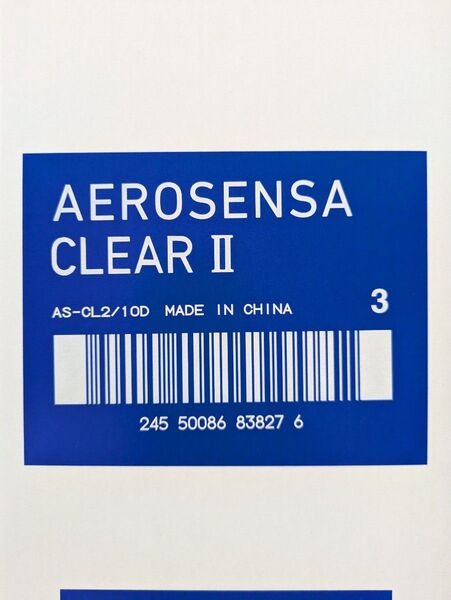 AEROSENSA
CLEAR Ⅱ
AS-CL2/10D MADE IN CHINA
3
245 50086 83827 6